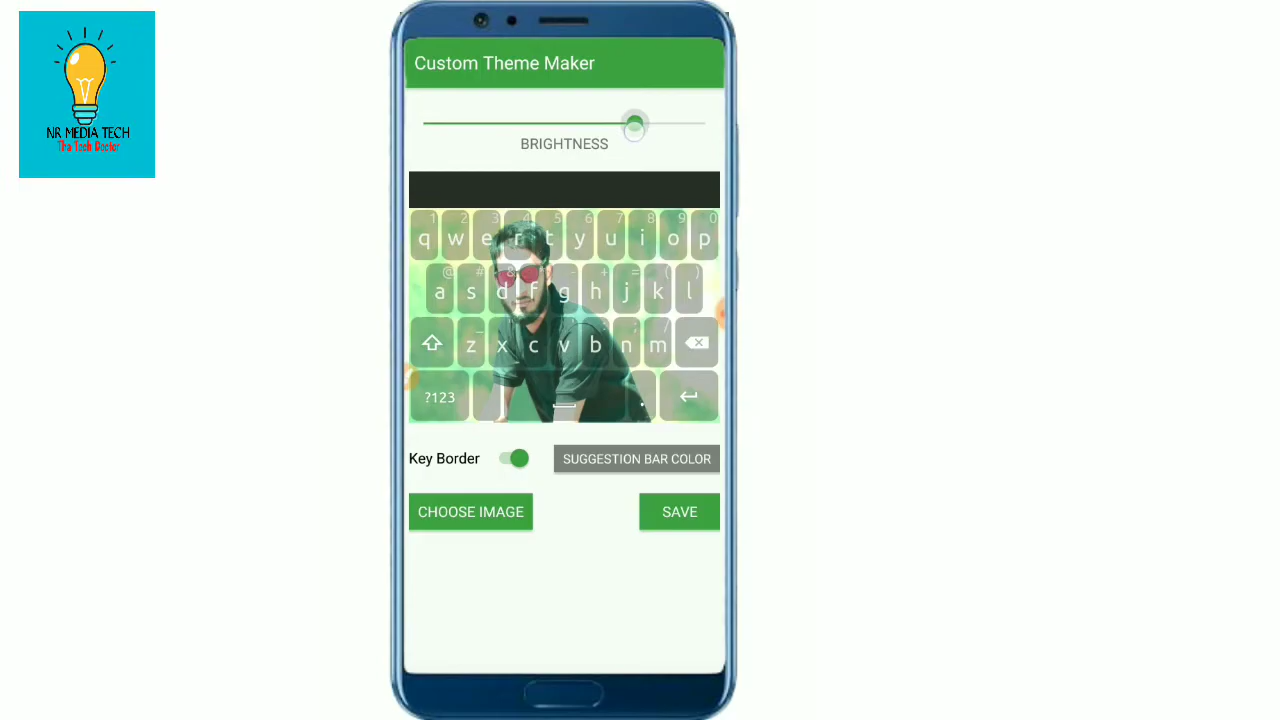 NR MEDIA TECH
Tha Tech Doctor
Custom Theme Maker
BRIGHTNESS
1 2 3 4 5 6 7 8 9 0
q w e r t y u i o p
@ # & * - + = ( )
a s d f g h j k l
_ : ; /
z x c v b n m
?123 .
Key Border
SUGGESTION BAR COLOR
CHOOSE IMAGE
SAVE